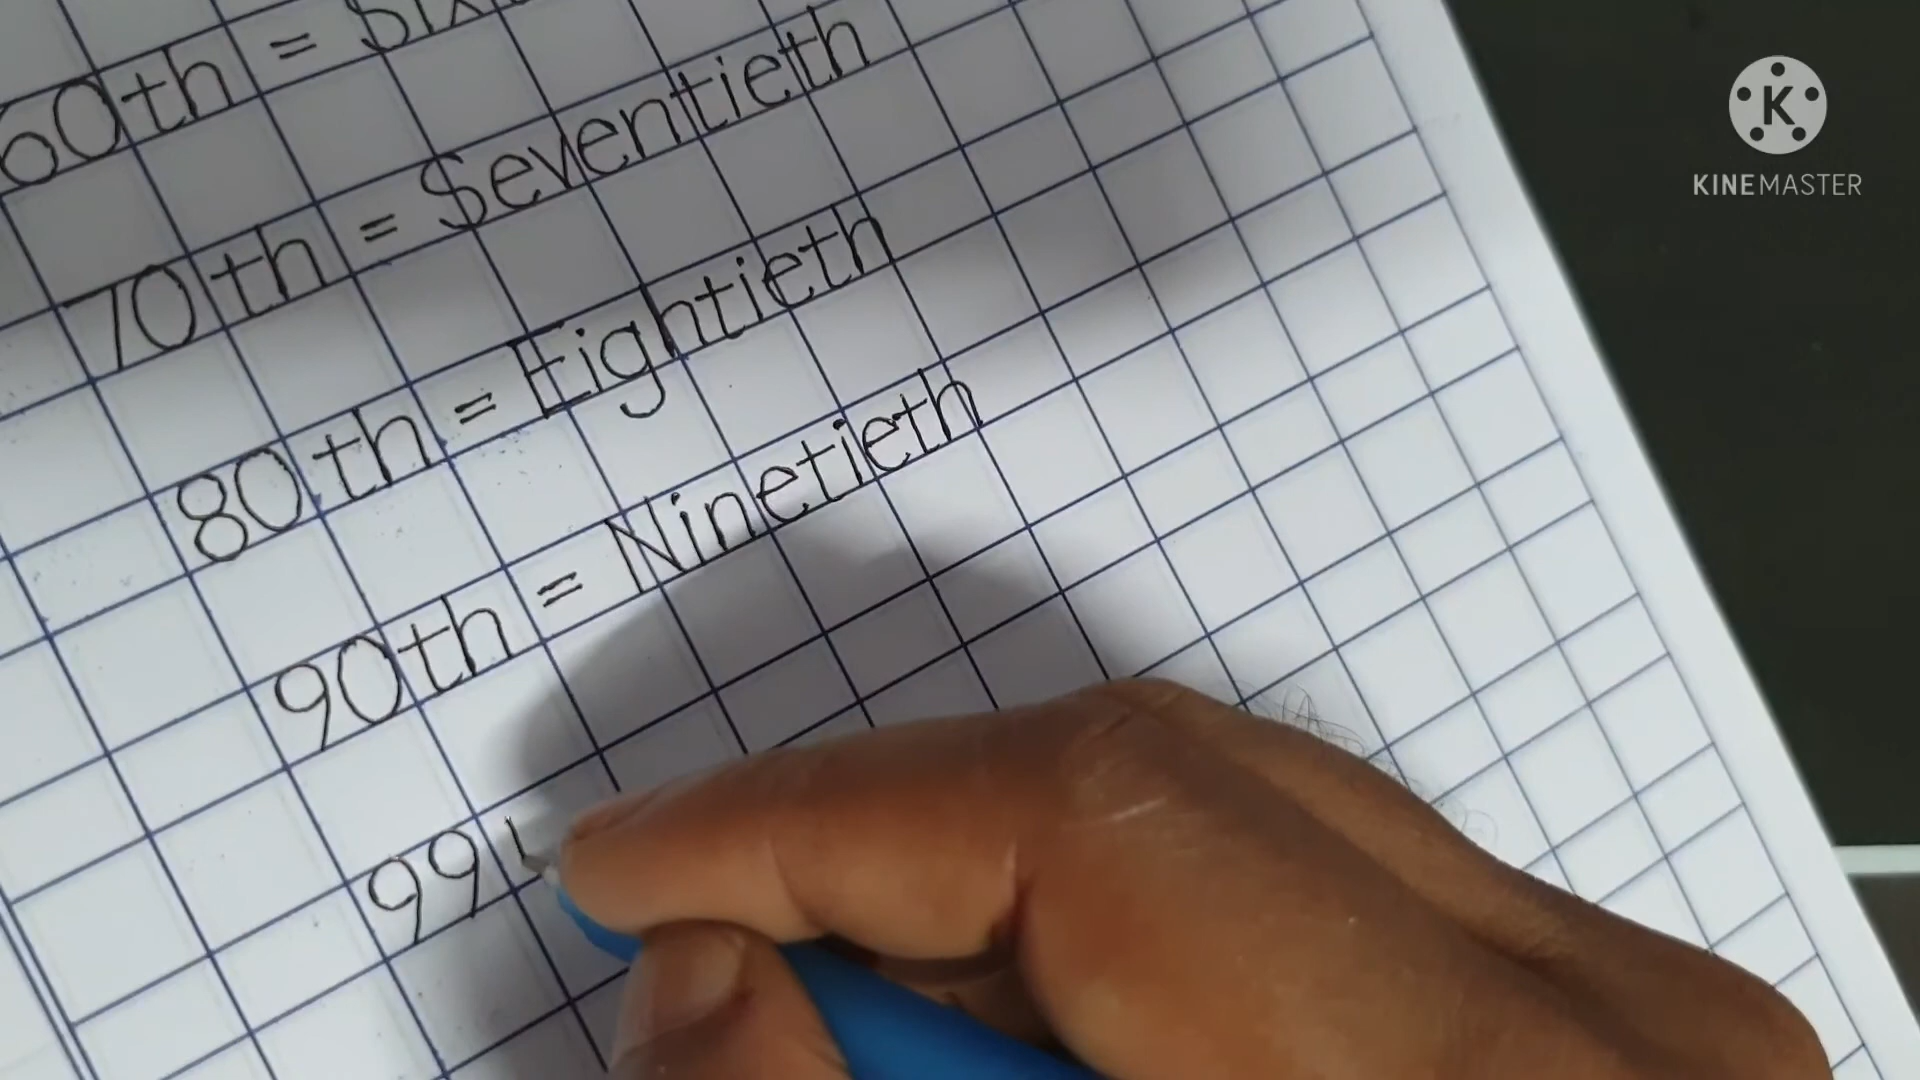 60th =
70th = Seventieth
80th = Eightieth
90th = Ninetieth
99
KINEMASTER